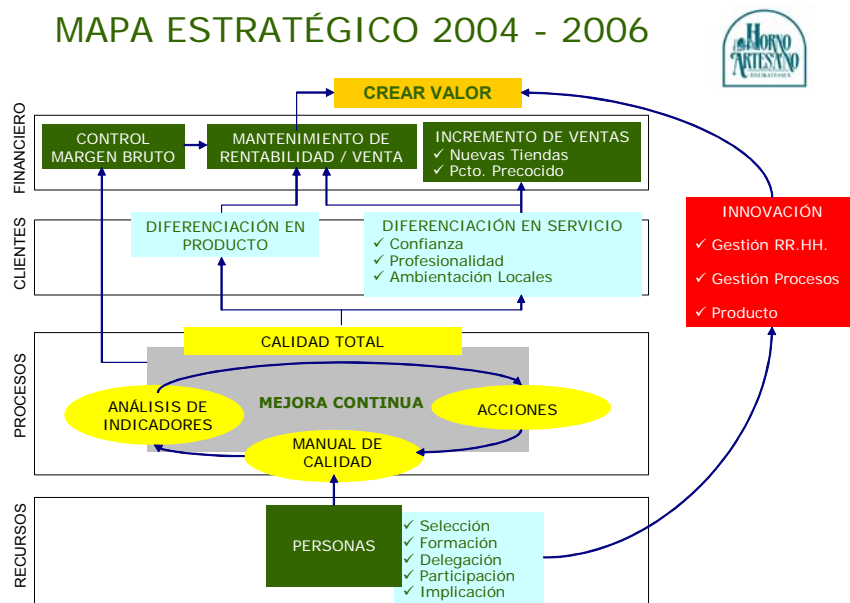 MAPA ESTRATÉGICO 2004 - 2006
HORNO
ARTESANO
CREAR VALOR
FINANCIERO
CONTROL
MARGEN BRUTO
MANTENIMIENTO DE
RENTABILIDAD / VENTA
INCREMENTO DE VENTAS
✓ Nuevas Tiendas
✓ Pcto. Precocido
CLIENTES
DIFERENCIACIÓN EN
PRODUCTO
DIFERENCIACIÓN EN SERVICIO
✓ Confianza
✓ Profesionalidad
✓ Ambientación Locales
INNOVACIÓN
✓ Gestión RR.HH.
✓ Gestión Procesos
✓ Producto
PROCESOS
CALIDAD TOTAL
MEJORA CONTINUA
ANÁLISIS DE
INDICADORES
ACCIONES
MANUAL DE
CALIDAD
RECURSOS
PERSONAS
✓ Selección
✓ Formación
✓ Delegación
✓ Participación
✓ Implicación